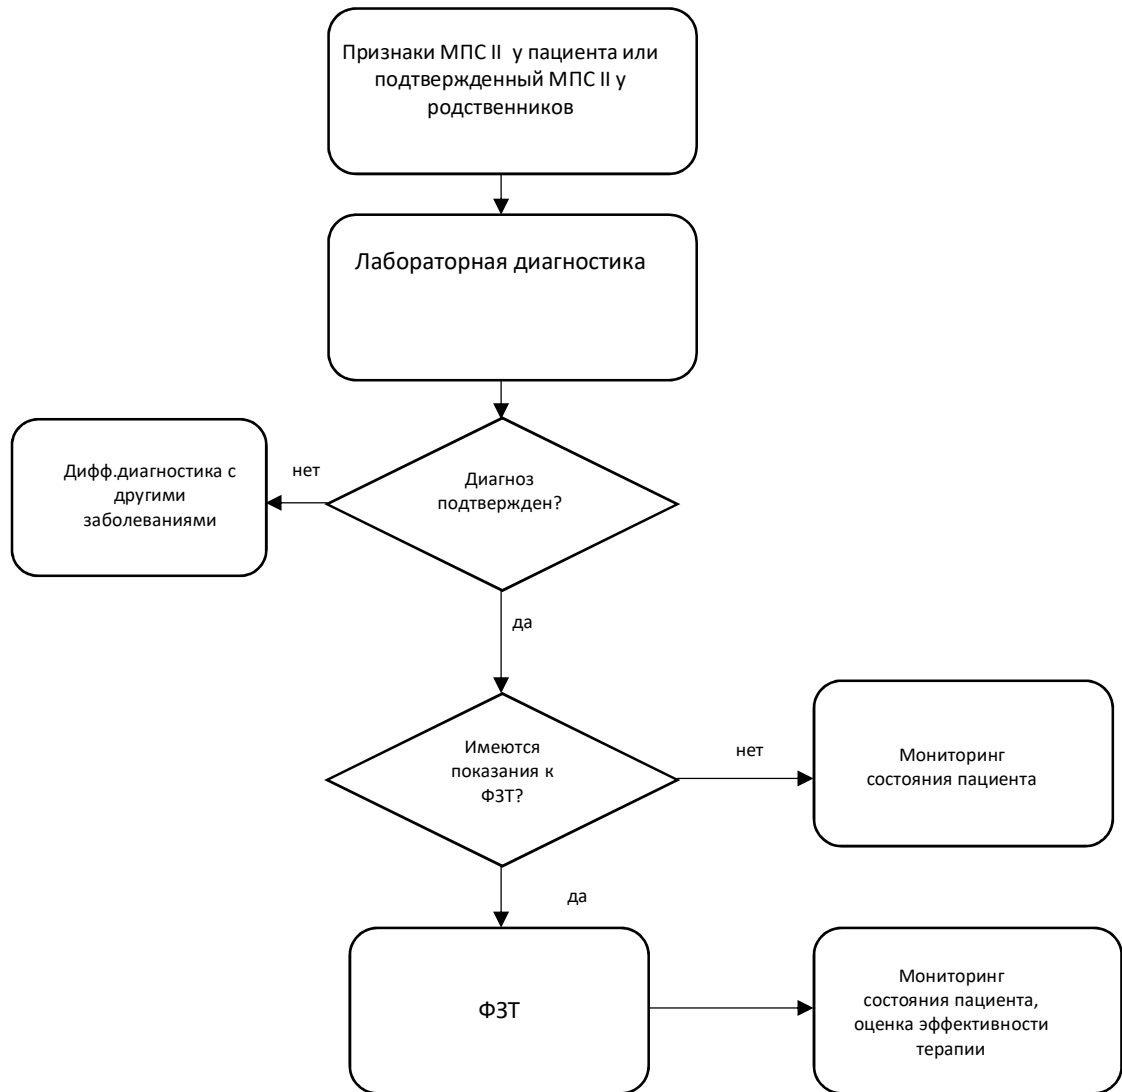 Признаки МПС II у пациента или
подтвержденный МПС II у
родственников
Лабораторная диагностика
Диагноз
подтвержден?
нет
Дифф.диагностика с
другими
заболеваниями
да
Имеются
показания к
ФЗТ?
нет
Мониторинг
состояния пациента
да
ФЗТ
Мониторинг
состояния пациента,
оценка эффективности
терапии